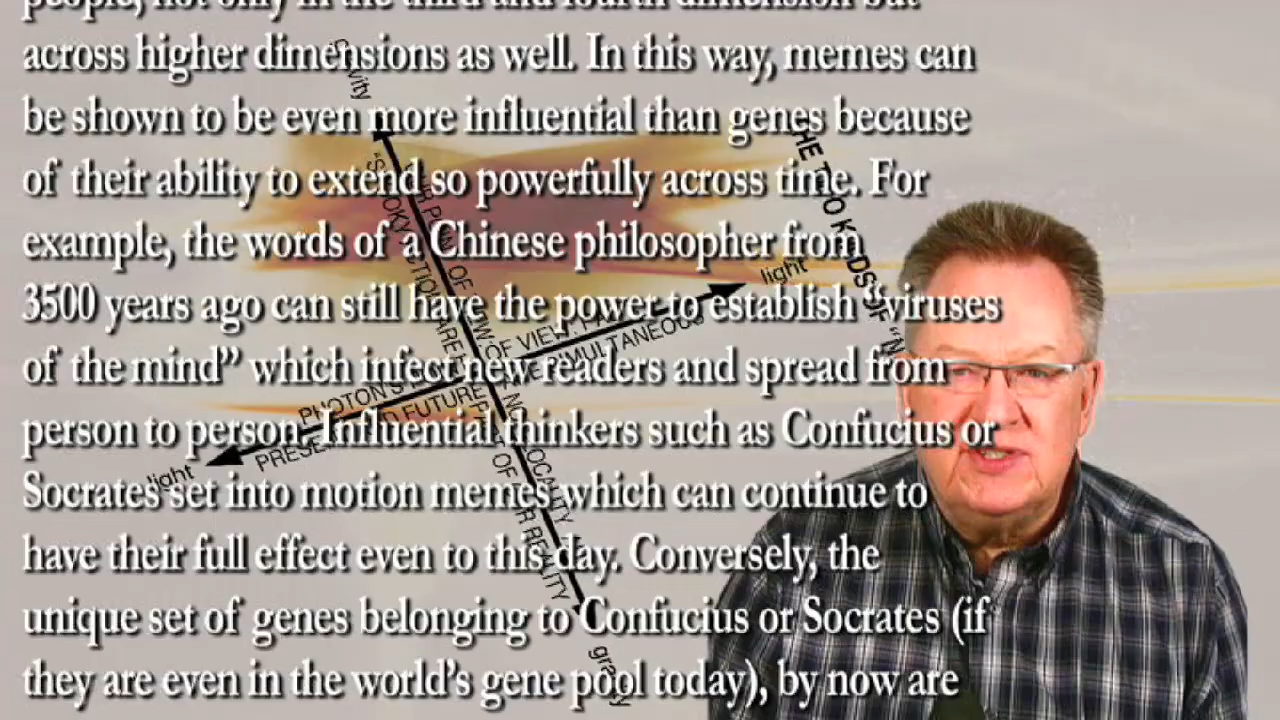 people, not only in the third and fourth dimension but
across higher dimensions as well. In this way, memes can
be shown to be even more influential than genes because
of their ability to extend so powerfully across time. For
example, the words of a Chinese philosopher from
3500 years ago can still have the power to establish “viruses
of the mind” which infect new readers and spread from
person to person. Influential thinkers such as Confucius or
Socrates set into motion memes which can continue to
have their full effect even to this day. Conversely, the
unique set of genes belonging to Confucius or Socrates (if
they are even in the world’s gene pool today), by now are
light
light
gravity